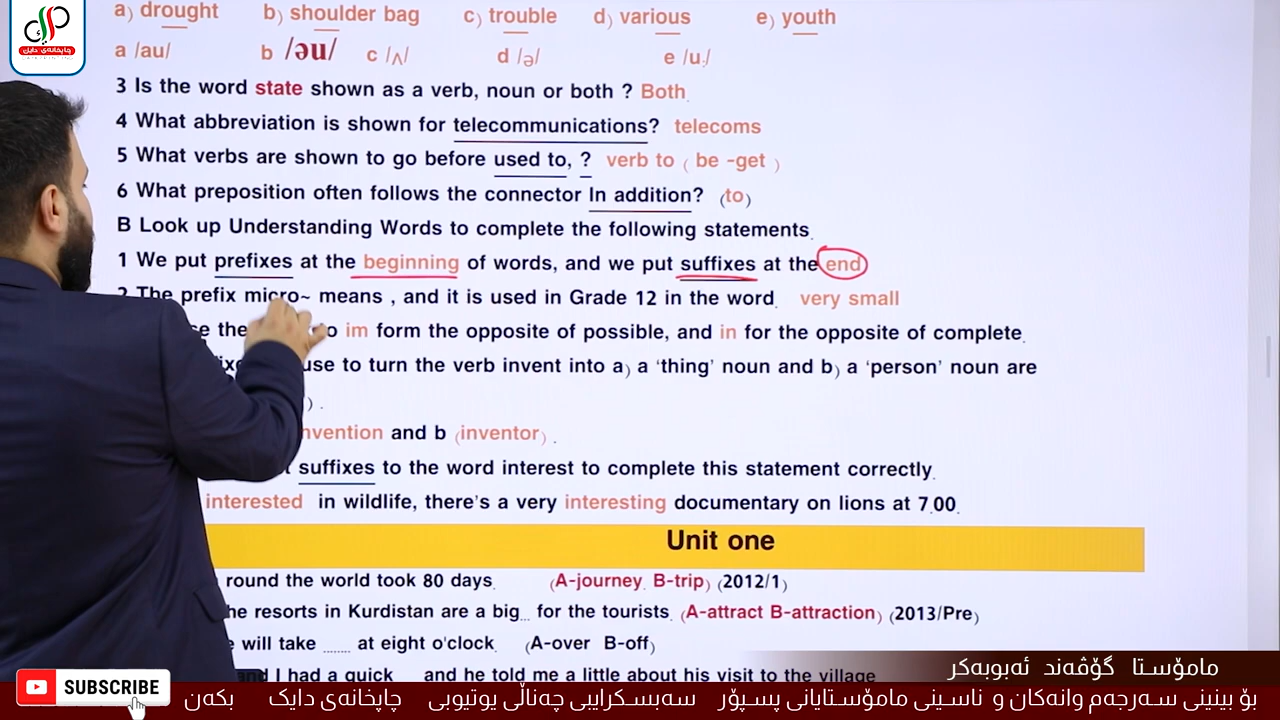 a) drought b) shoulder bag c) trouble d) various e) youth
چاپخانەی دایک
a /au/ b /əu/ c /ʌ/ d /ə/ e /u:/
3 Is the word state shown as a verb, noun or both ? Both.
4 What abbreviation is shown for telecommunications? telecoms
5 What verbs are shown to go before used to, ? verb to ( be -get )
6 What preposition often follows the connector In addition? (to)
B Look up Understanding Words to complete the following statements.
1 We put prefixes at the beginning of words, and we put suffixes at the end
2 The prefix micro~ means , and it is used in Grade 12 in the word. very small
im form the opposite of possible, and in for the opposite of complete.
use to turn the verb invent into a) a ‘thing’ noun and b) a ‘person’ noun are
) .
nvention and b (inventor) .
suffixes to the word interest to complete this statement correctly.
interested in wildlife, there’s a very interesting documentary on lions at 7.00.
Unit one
round the world took 80 days. (A-journey. B-trip) (2012/1)
he resorts in Kurdistan are a big... for the tourists. (A-attract B-attraction) (2013/Pre)
will take ........ at eight o'clock. (A-over B-off)
and I had a quick and he told me a little about his visit to the village
مامۆستا گۆڤەند ئەبوبەکر
SUBSCRIBE
بۆ بینینی سەرجەم وانەکان و ناسینی مامۆستایانی پسپۆر سەبسکرایبی چەناڵی یوتیوبی چاپخانەی دایک بکەن